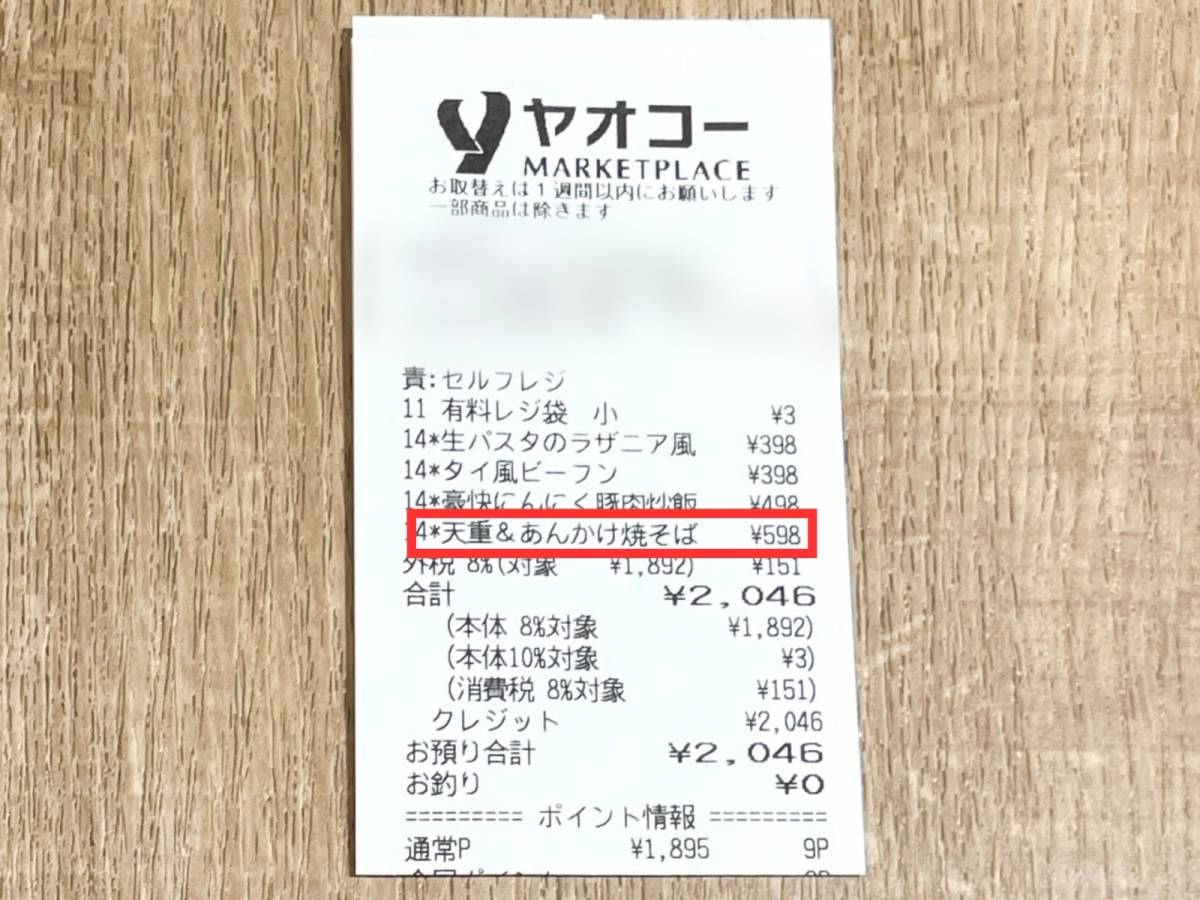 y ヤオコー
MARKETPLACE
お取替えは1週間以内にお願いします
一部商品は除きます
責:セルフレジ
11 有料レジ袋 小 ¥3
14*生パスタのラザニア風 ¥398
14*タイ風ビーフン ¥398
14*豪快にんにく豚肉炒飯 ¥498
14*天重&あんかけ焼そば ¥598
外税 8%(対象 ¥1,892) ¥151
合計 ¥2,046
(本体 8%対象 ¥1,892)
(本体10%対象 ¥3)
(消費税 8%対象 ¥151)
クレジット ¥2,046
お預り合計 ¥2,046
お釣り ¥0
========= ポイント情報 =========
通常P ¥1,895 9P